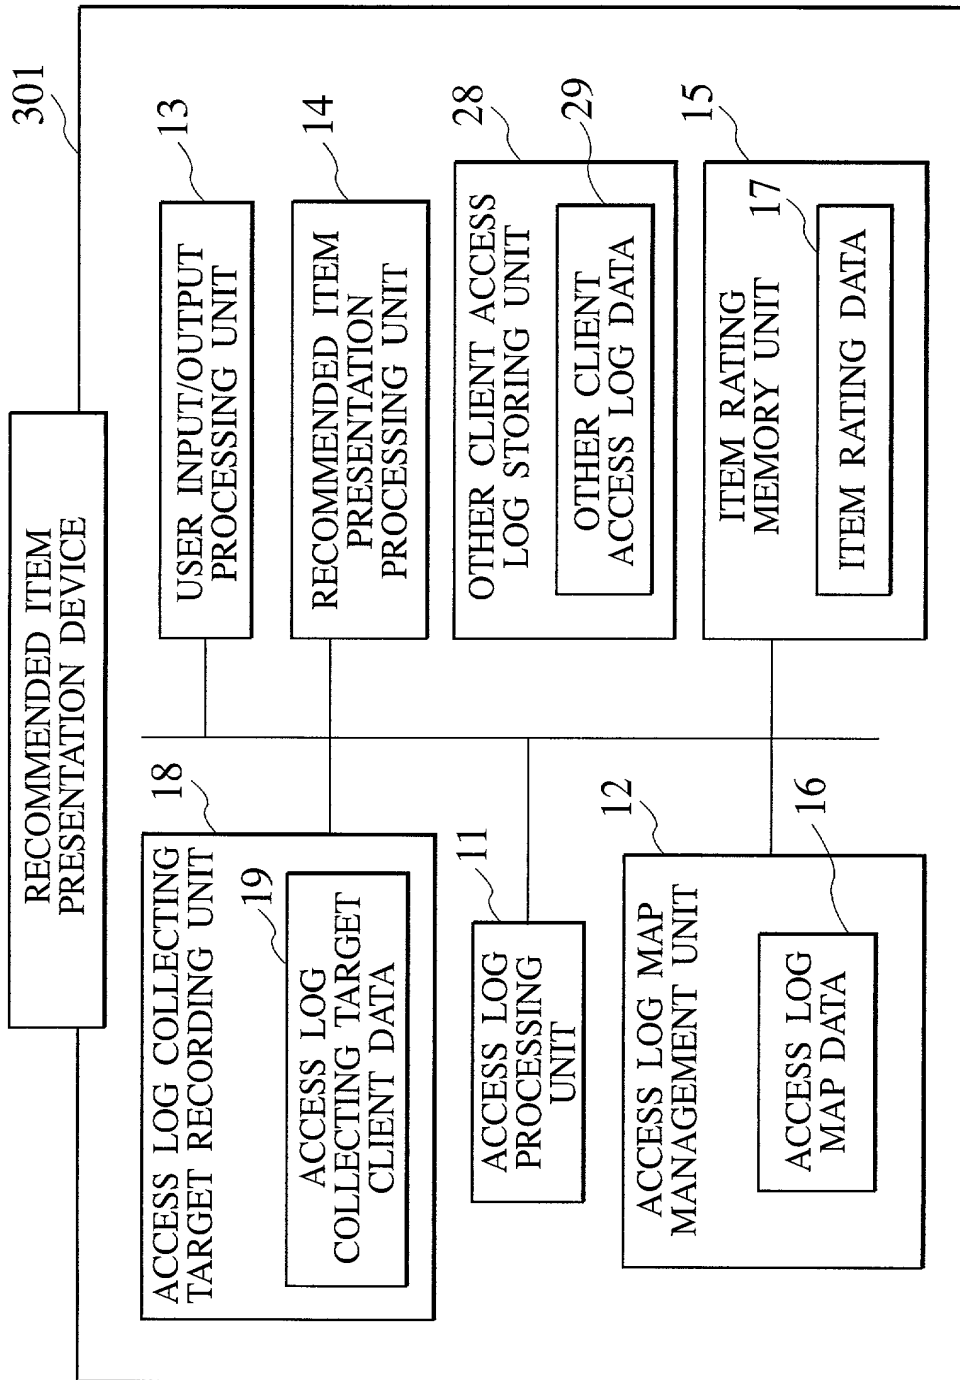 RECOMMENDED ITEM
PRESENTATION DEVICE
301
ACCESS LOG COLLECTING
TARGET RECORDING UNIT
18
ACCESS LOG
COLLECTING TARGET
CLIENT DATA
19
ACCESS LOG
PROCESSING
UNIT
11
ACCESS LOG MAP
MANAGEMENT UNIT
12
ACCESS LOG
MAP DATA
16
USER INPUT/OUTPUT
PROCESSING UNIT
13
RECOMMENDED ITEM
PRESENTATION
PROCESSING UNIT
14
OTHER CLIENT ACCESS
LOG STORING UNIT
28
OTHER CLIENT
ACCESS LOG DATA
29
ITEM RATING
MEMORY UNIT
15
ITEM RATING DATA
17